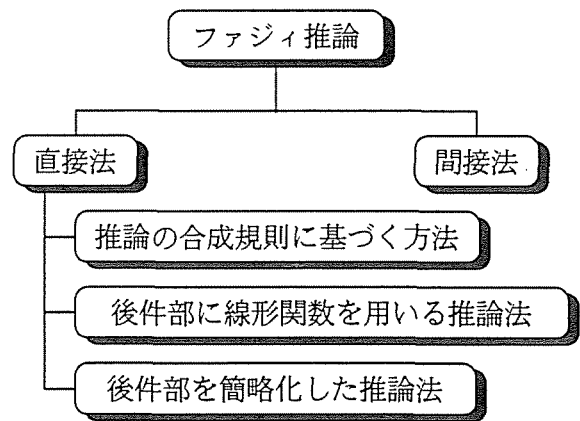 ファジィ推論
直接法
間接法
推論の合成規則に基づく方法
後件部に線形関数を用いる推論法
後件部を簡略化した推論法